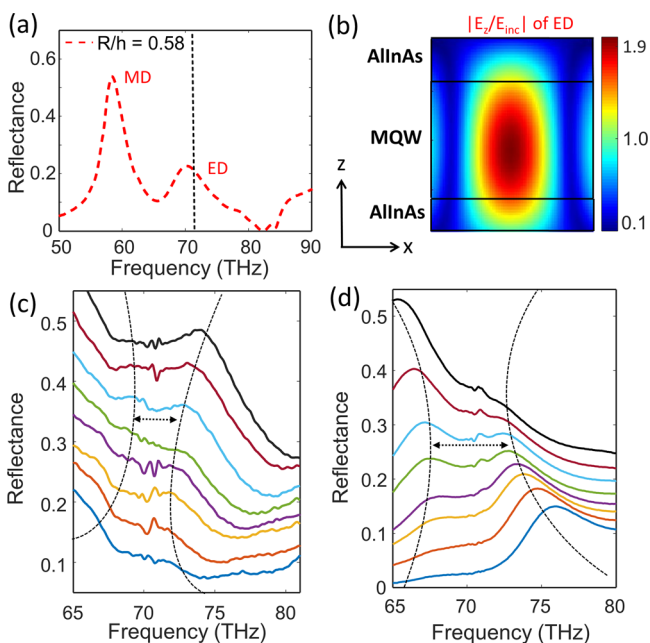 (a)
R/h = 0.58
MD
ED
0.6
0.4
0.2
0
Reflectance
50 60 70 80 90
Frequency (THz)
(b)
|E_z/E_inc| of ED
AlInAs
MQW
AlInAs
z
x
1.9
1.0
0.1
(c)
0.5
0.4
0.3
0.2
0.1
Reflectance
65 70 75 80
Frequency (THz)
(d)
0.5
0.4
0.3
0.2
0.1
0
Reflectance
65 70 75 80
Frequency (THz)